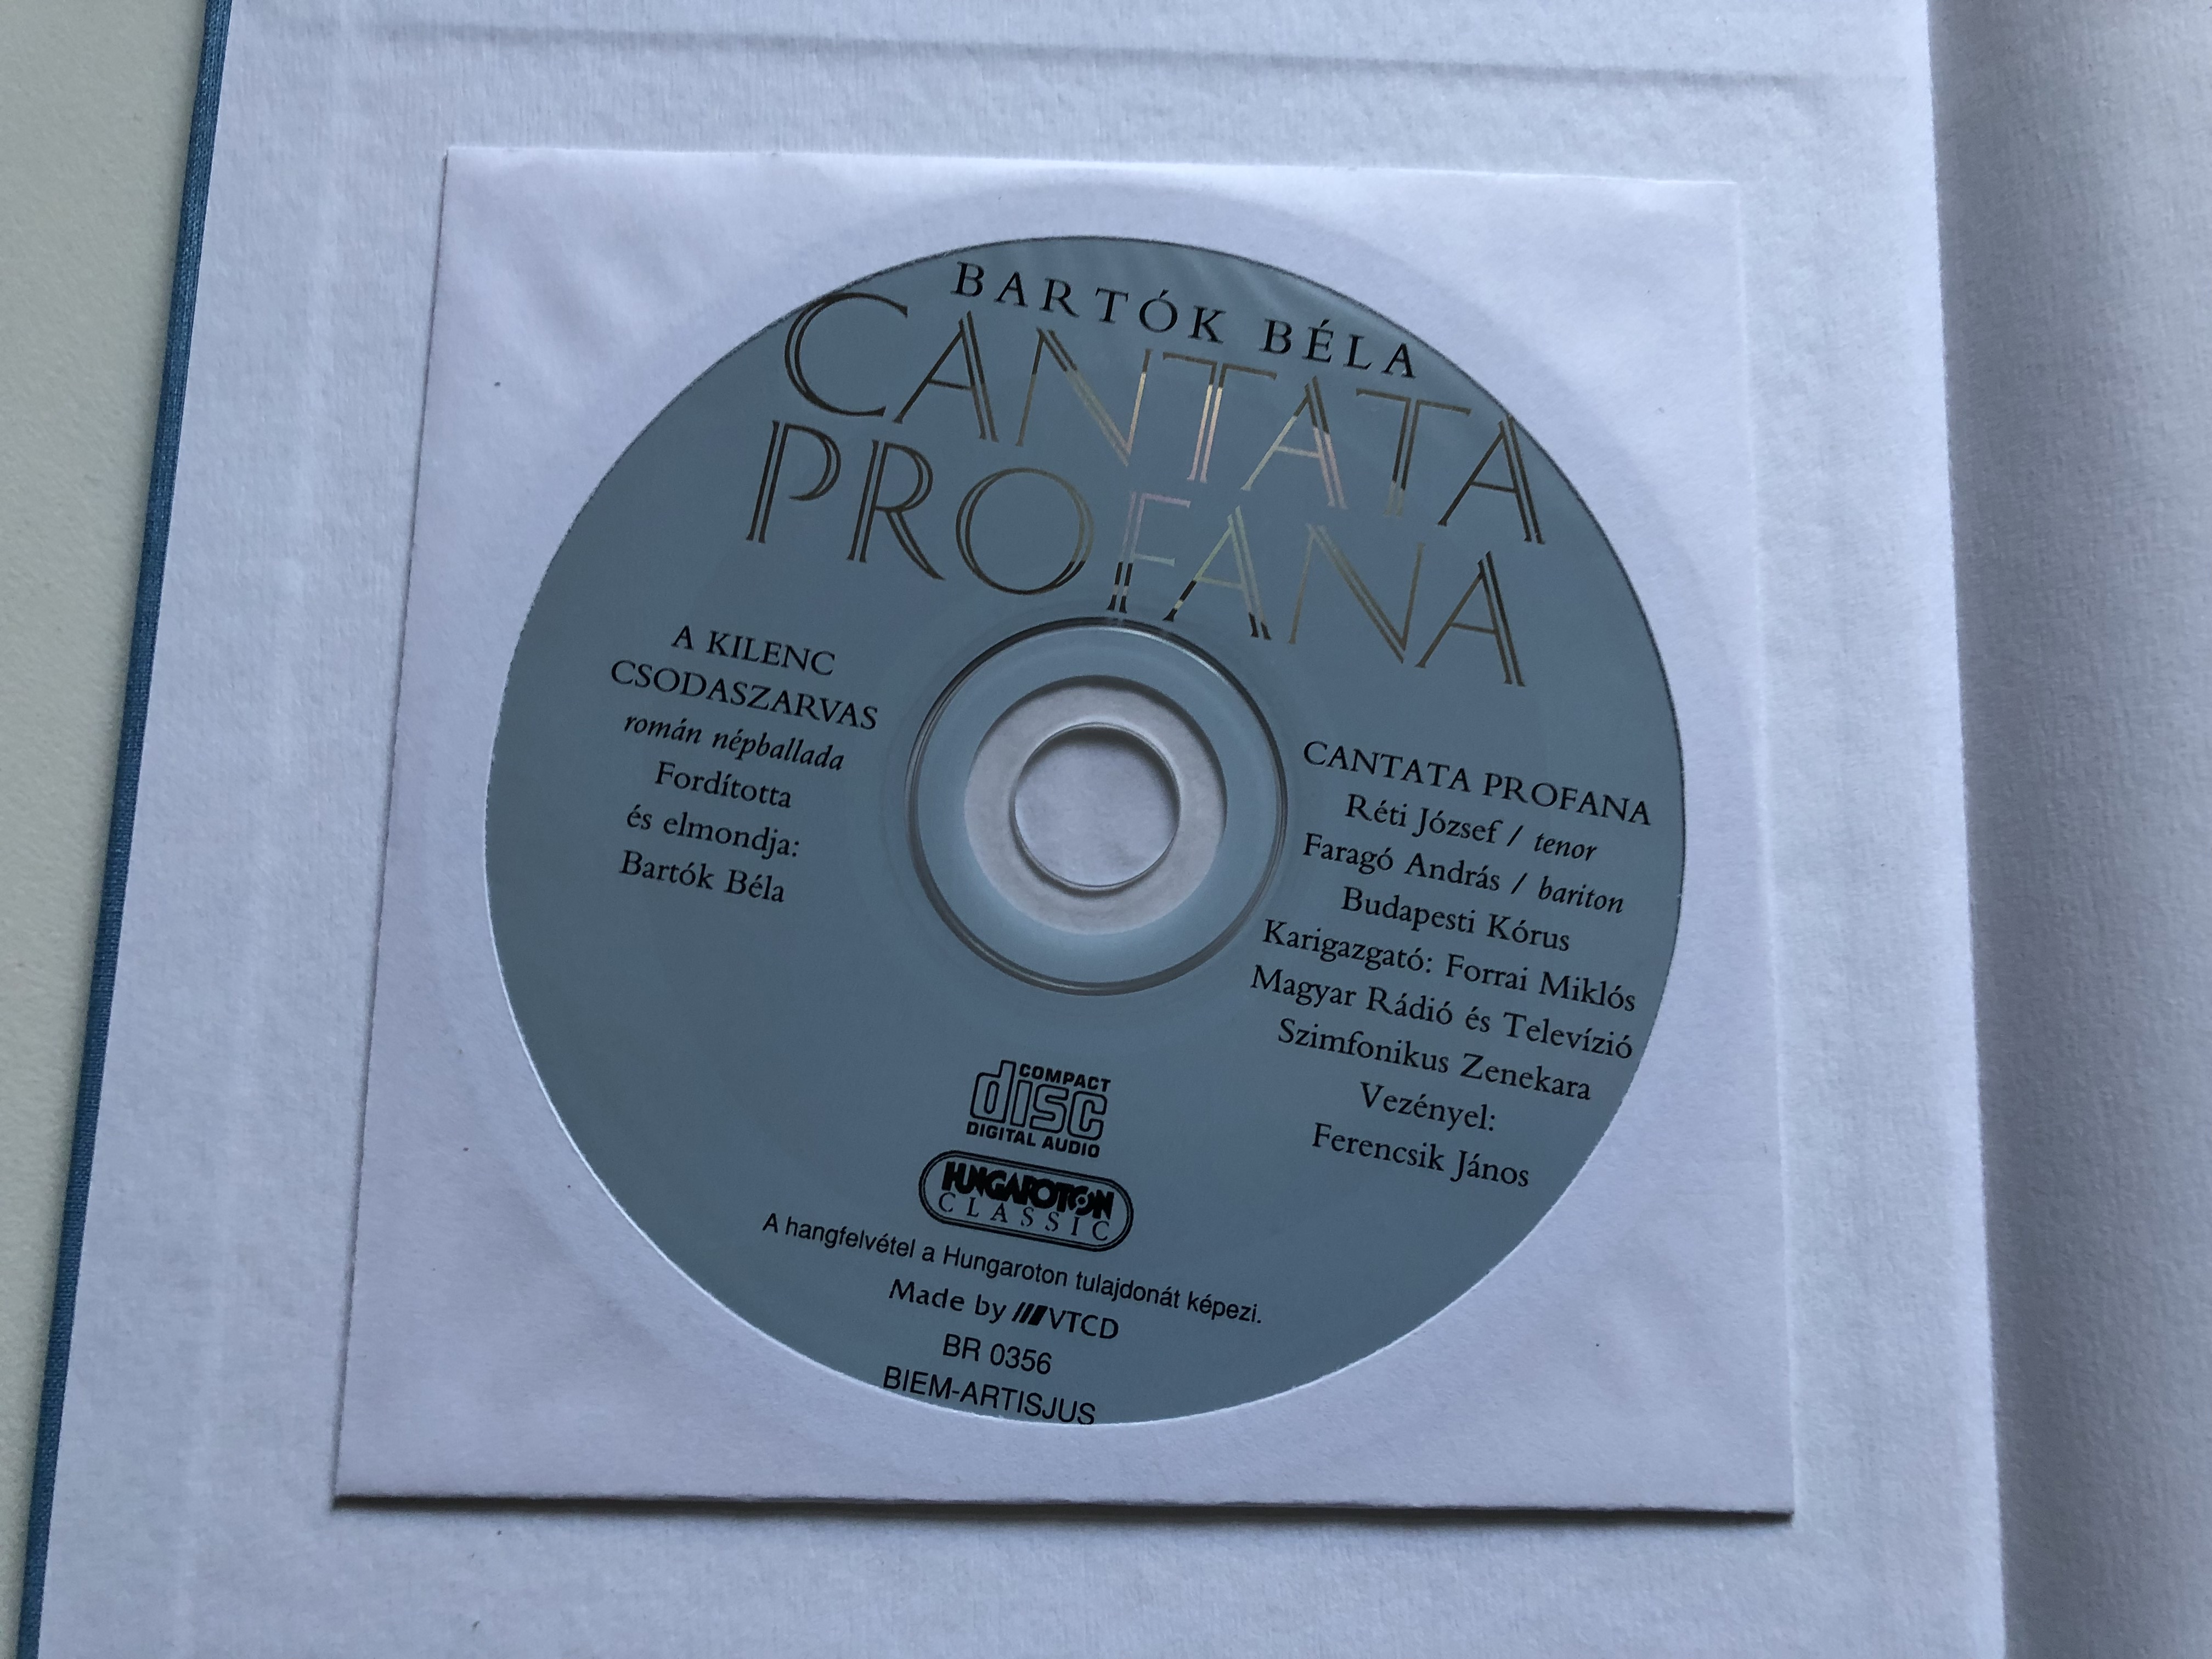 BARTÓK BÉLA
CANTATA
PROFANA
A KILENC
CSODASZARVAS
román népballada
Fordította
és elmondja:
Bartók Béla
CANTATA PROFANA
Réti József / tenor
Faragó András / bariton
Budapesti Kórus
Karigazgató: Forrai Miklós
Magyar Rádió és Televízió
Szimfonikus Zenekara
Vezényel:
Ferencsik János
COMPACT
disc
DIGITAL AUDIO
HUNGAROTON
CLASSIC
A hangfelvétel a Hungaroton tulajdonát képezi.
Made by VTCD
BR 0356
BIEM-ARTISJUS